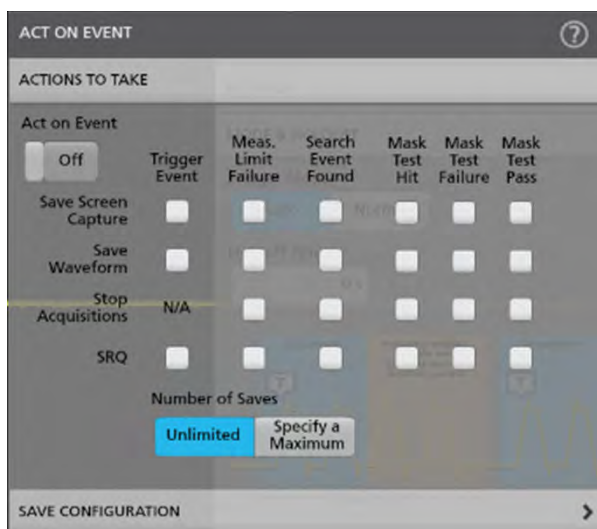 ACT ON EVENT
?
ACTIONS TO TAKE
Act on Event
Off
Trigger
Event
Meas.
Limit
Failure
Search
Event
Found
Mask
Test
Hit
Mask
Test
Failure
Mask
Test
Pass
Save Screen
Capture
Save
Waveform
Stop
Acquisitions
N/A
SRQ
Number of Saves
Unlimited
Specify a
Maximum
SAVE CONFIGURATION